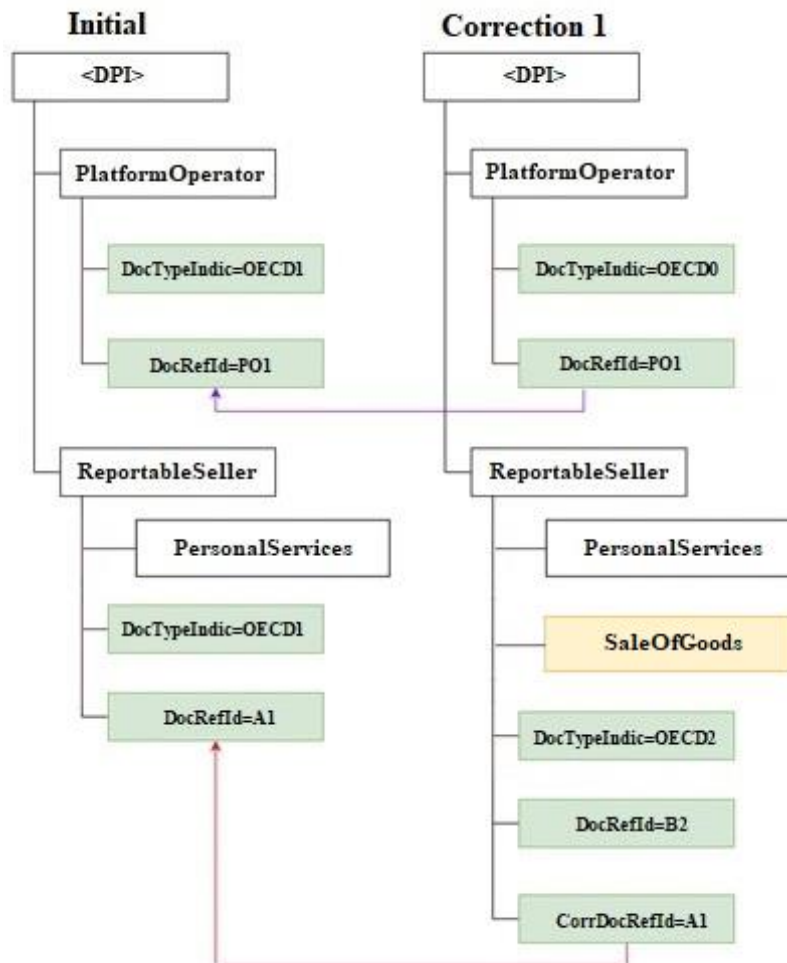 Initial
<DPI>
PlatformOperator
DocTypeIndic=OECD1
DocRefId=PO1
ReportableSeller
PersonalServices
DocTypeIndic=OECD1
DocRefId=A1
Correction 1
<DPI>
PlatformOperator
DocTypeIndic=OECD0
DocRefId=PO1
ReportableSeller
PersonalServices
SaleOfGoods
DocTypeIndic=OECD2
DocRefId=B2
CorrDocRefId=A1